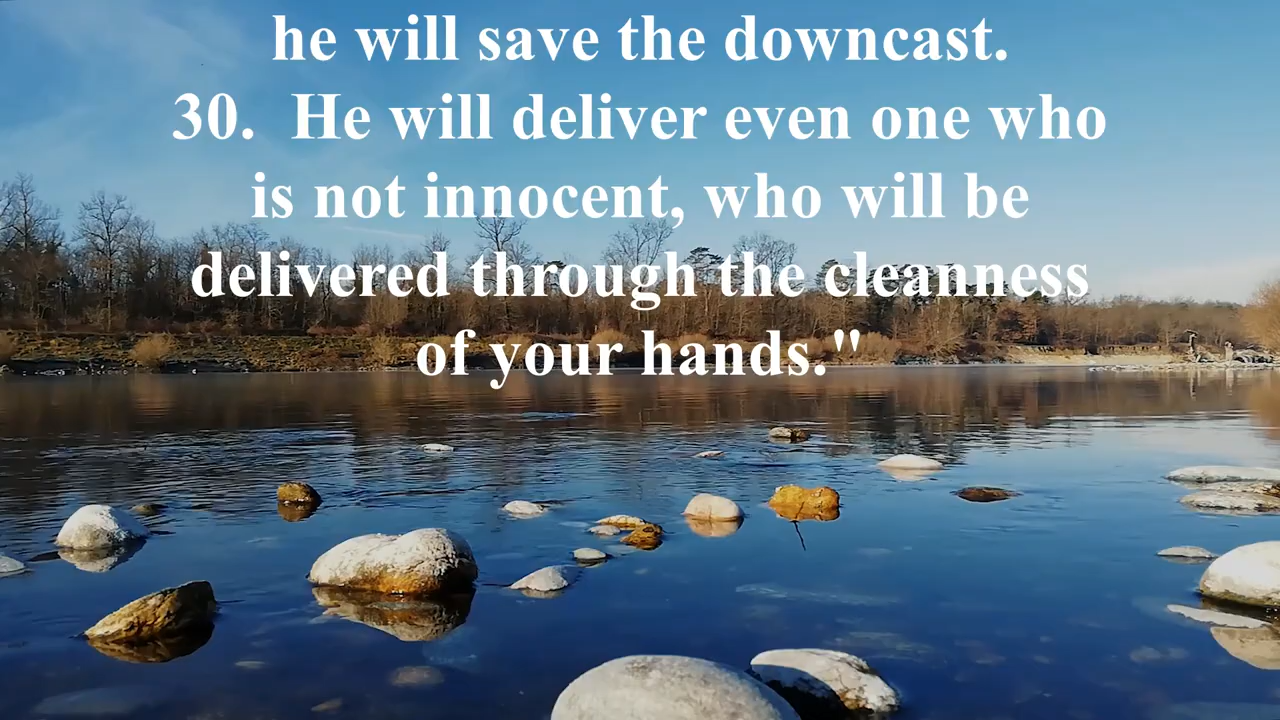 he will save the downcast.
30.  He will deliver even one who
is not innocent, who will be
delivered through the cleanness
of your hands."